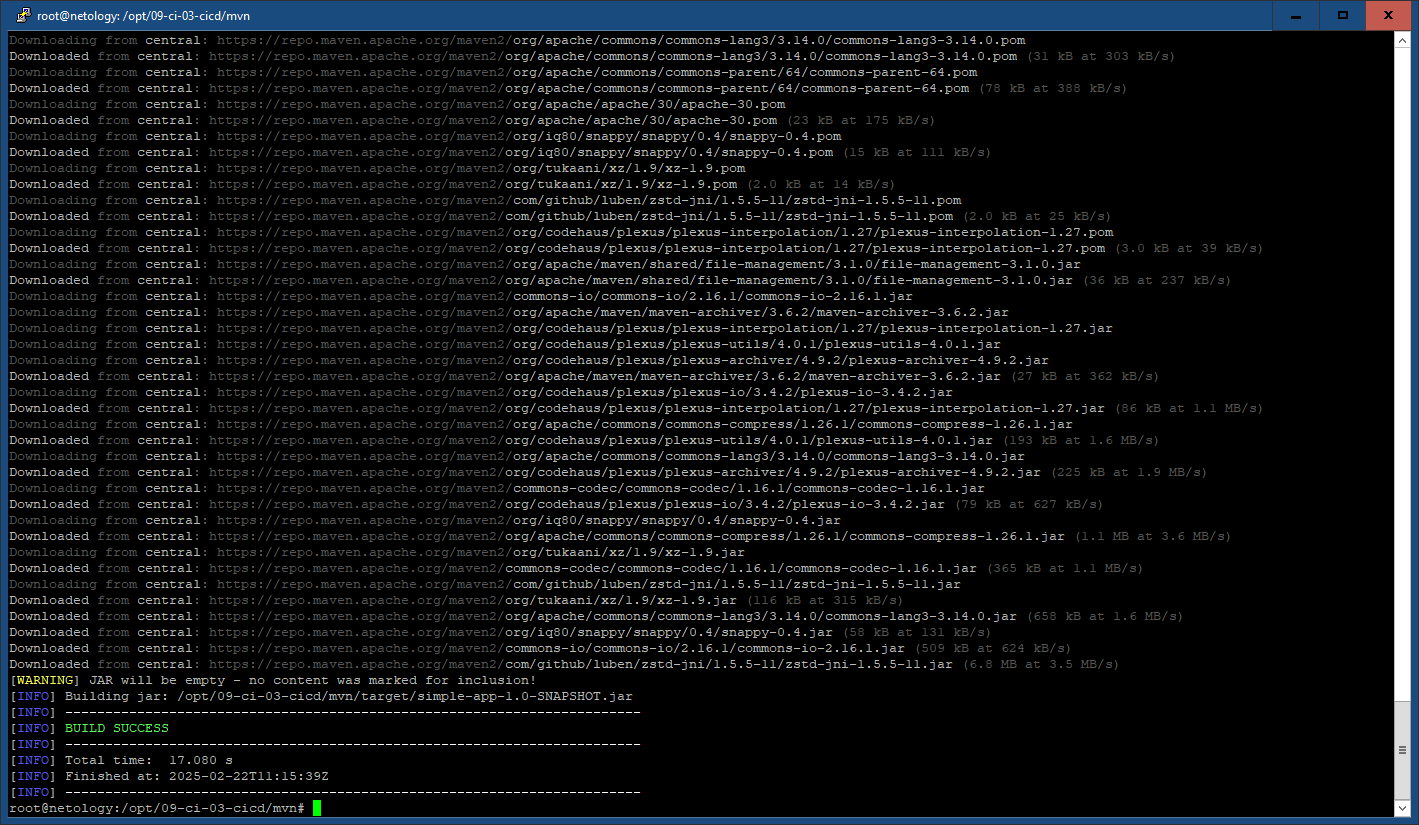 root@netology: /opt/09-ci-03-cicd/mvn
Downloading from central: https://repo.maven.apache.org/maven2/org/apache/commons/commons-lang3/3.14.0/commons-lang3-3.14.0.pom
Downloaded from central: https://repo.maven.apache.org/maven2/org/apache/commons/commons-lang3/3.14.0/commons-lang3-3.14.0.pom (31 kB at 303 kB/s)
Downloading from central: https://repo.maven.apache.org/maven2/org/apache/commons/commons-parent/64/commons-parent-64.pom
Downloaded from central: https://repo.maven.apache.org/maven2/org/apache/commons/commons-parent/64/commons-parent-64.pom (78 kB at 388 kB/s)
Downloading from central: https://repo.maven.apache.org/maven2/org/apache/apache/30/apache-30.pom
Downloaded from central: https://repo.maven.apache.org/maven2/org/apache/apache/30/apache-30.pom (23 kB at 175 kB/s)
Downloading from central: https://repo.maven.apache.org/maven2/org/iq80/snappy/snappy/0.4/snappy-0.4.pom
Downloaded from central: https://repo.maven.apache.org/maven2/org/iq80/snappy/snappy/0.4/snappy-0.4.pom (15 kB at 111 kB/s)
Downloading from central: https://repo.maven.apache.org/maven2/org/tukaani/xz/1.9/xz-1.9.pom
Downloaded from central: https://repo.maven.apache.org/maven2/org/tukaani/xz/1.9/xz-1.9.pom (2.0 kB at 14 kB/s)
Downloading from central: https://repo.maven.apache.org/maven2/com/github/luben/zstd-jni/1.5.5-11/zstd-jni-1.5.5-11.pom
Downloaded from central: https://repo.maven.apache.org/maven2/com/github/luben/zstd-jni/1.5.5-11/zstd-jni-1.5.5-11.pom (2.0 kB at 25 kB/s)
Downloading from central: https://repo.maven.apache.org/maven2/org/codehaus/plexus/plexus-interpolation/1.27/plexus-interpolation-1.27.pom
Downloaded from central: https://repo.maven.apache.org/maven2/org/codehaus/plexus/plexus-interpolation/1.27/plexus-interpolation-1.27.pom (3.0 kB at 39 kB/s)
Downloading from central: https://repo.maven.apache.org/maven2/org/apache/maven/shared/file-management/3.1.0/file-management-3.1.0.jar
Downloaded from central: https://repo.maven.apache.org/maven2/org/apache/maven/shared/file-management/3.1.0/file-management-3.1.0.jar (36 kB at 237 kB/s)
Downloading from central: https://repo.maven.apache.org/maven2/commons-io/commons-io/2.16.1/commons-io-2.16.1.jar
Downloading from central: https://repo.maven.apache.org/maven2/org/apache/maven/maven-archiver/3.6.2/maven-archiver-3.6.2.jar
Downloading from central: https://repo.maven.apache.org/maven2/org/codehaus/plexus/plexus-interpolation/1.27/plexus-interpolation-1.27.jar
Downloading from central: https://repo.maven.apache.org/maven2/org/codehaus/plexus/plexus-utils/4.0.1/plexus-utils-4.0.1.jar
Downloading from central: https://repo.maven.apache.org/maven2/org/codehaus/plexus/plexus-archiver/4.9.2/plexus-archiver-4.9.2.jar
Downloaded from central: https://repo.maven.apache.org/maven2/org/apache/maven/maven-archiver/3.6.2/maven-archiver-3.6.2.jar (27 kB at 362 kB/s)
Downloading from central: https://repo.maven.apache.org/maven2/org/codehaus/plexus/plexus-io/3.4.2/plexus-io-3.4.2.jar
Downloaded from central: https://repo.maven.apache.org/maven2/org/codehaus/plexus/plexus-interpolation/1.27/plexus-interpolation-1.27.jar (86 kB at 1.1 MB/s)
Downloading from central: https://repo.maven.apache.org/maven2/org/apache/commons/commons-compress/1.26.1/commons-compress-1.26.1.jar
Downloaded from central: https://repo.maven.apache.org/maven2/org/codehaus/plexus/plexus-utils/4.0.1/plexus-utils-4.0.1.jar (193 kB at 1.6 MB/s)
Downloading from central: https://repo.maven.apache.org/maven2/org/apache/commons/commons-lang3/3.14.0/commons-lang3-3.14.0.jar
Downloaded from central: https://repo.maven.apache.org/maven2/org/codehaus/plexus/plexus-archiver/4.9.2/plexus-archiver-4.9.2.jar (225 kB at 1.9 MB/s)
Downloading from central: https://repo.maven.apache.org/maven2/commons-codec/commons-codec/1.16.1/commons-codec-1.16.1.jar
Downloaded from central: https://repo.maven.apache.org/maven2/org/codehaus/plexus/plexus-io/3.4.2/plexus-io-3.4.2.jar (79 kB at 627 kB/s)
Downloading from central: https://repo.maven.apache.org/maven2/org/iq80/snappy/snappy/0.4/snappy-0.4.jar
Downloaded from central: https://repo.maven.apache.org/maven2/org/apache/commons/commons-compress/1.26.1/commons-compress-1.26.1.jar (1.1 MB at 3.6 MB/s)
Downloading from central: https://repo.maven.apache.org/maven2/org/tukaani/xz/1.9/xz-1.9.jar
Downloaded from central: https://repo.maven.apache.org/maven2/commons-codec/commons-codec/1.16.1/commons-codec-1.16.1.jar (365 kB at 1.1 MB/s)
Downloading from central: https://repo.maven.apache.org/maven2/com/github/luben/zstd-jni/1.5.5-11/zstd-jni-1.5.5-11.jar
Downloaded from central: https://repo.maven.apache.org/maven2/org/tukaani/xz/1.9/xz-1.9.jar (116 kB at 315 kB/s)
Downloaded from central: https://repo.maven.apache.org/maven2/org/apache/commons/commons-lang3/3.14.0/commons-lang3-3.14.0.jar (658 kB at 1.6 MB/s)
Downloaded from central: https://repo.maven.apache.org/maven2/org/iq80/snappy/snappy/0.4/snappy-0.4.jar (58 kB at 131 kB/s)
Downloaded from central: https://repo.maven.apache.org/maven2/commons-io/commons-io/2.16.1/commons-io-2.16.1.jar (509 kB at 624 kB/s)
Downloaded from central: https://repo.maven.apache.org/maven2/com/github/luben/zstd-jni/1.5.5-11/zstd-jni-1.5.5-11.jar (6.8 MB at 3.5 MB/s)
[WARNING] JAR will be empty - no content was marked for inclusion!
[INFO] Building jar: /opt/09-ci-03-cicd/mvn/target/simple-app-1.0-SNAPSHOT.jar
[INFO] ------------------------------------------------------------------------
[INFO] BUILD SUCCESS
[INFO] ------------------------------------------------------------------------
[INFO] Total time:  17.080 s
[INFO] Finished at: 2025-02-22T11:15:39Z
[INFO] ------------------------------------------------------------------------
root@netology:/opt/09-ci-03-cicd/mvn#